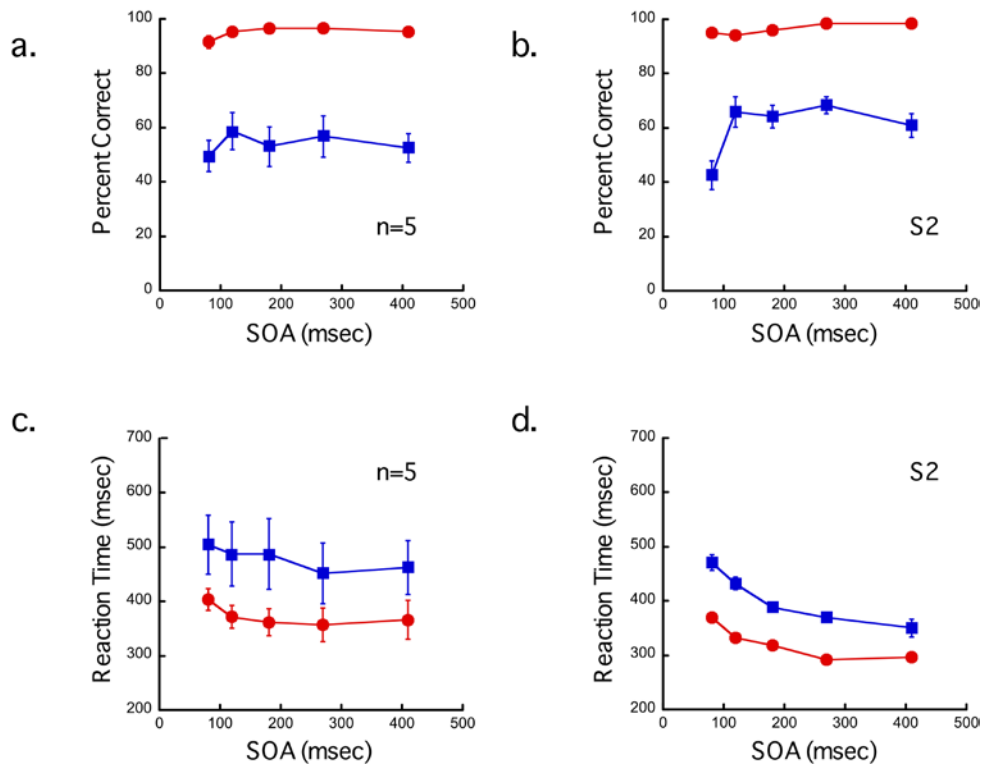 a.
Percent Correct
100
80
60
40
20
0
n=5
0 100 200 300 400 500
SOA (msec)
b.
Percent Correct
100
80
60
40
20
0
S2
0 100 200 300 400 500
SOA (msec)
c.
Reaction Time (msec)
700
600
500
400
300
200
n=5
0 100 200 300 400 500
SOA (msec)
d.
Reaction Time (msec)
700
600
500
400
300
200
S2
0 100 200 300 400 500
SOA (msec)